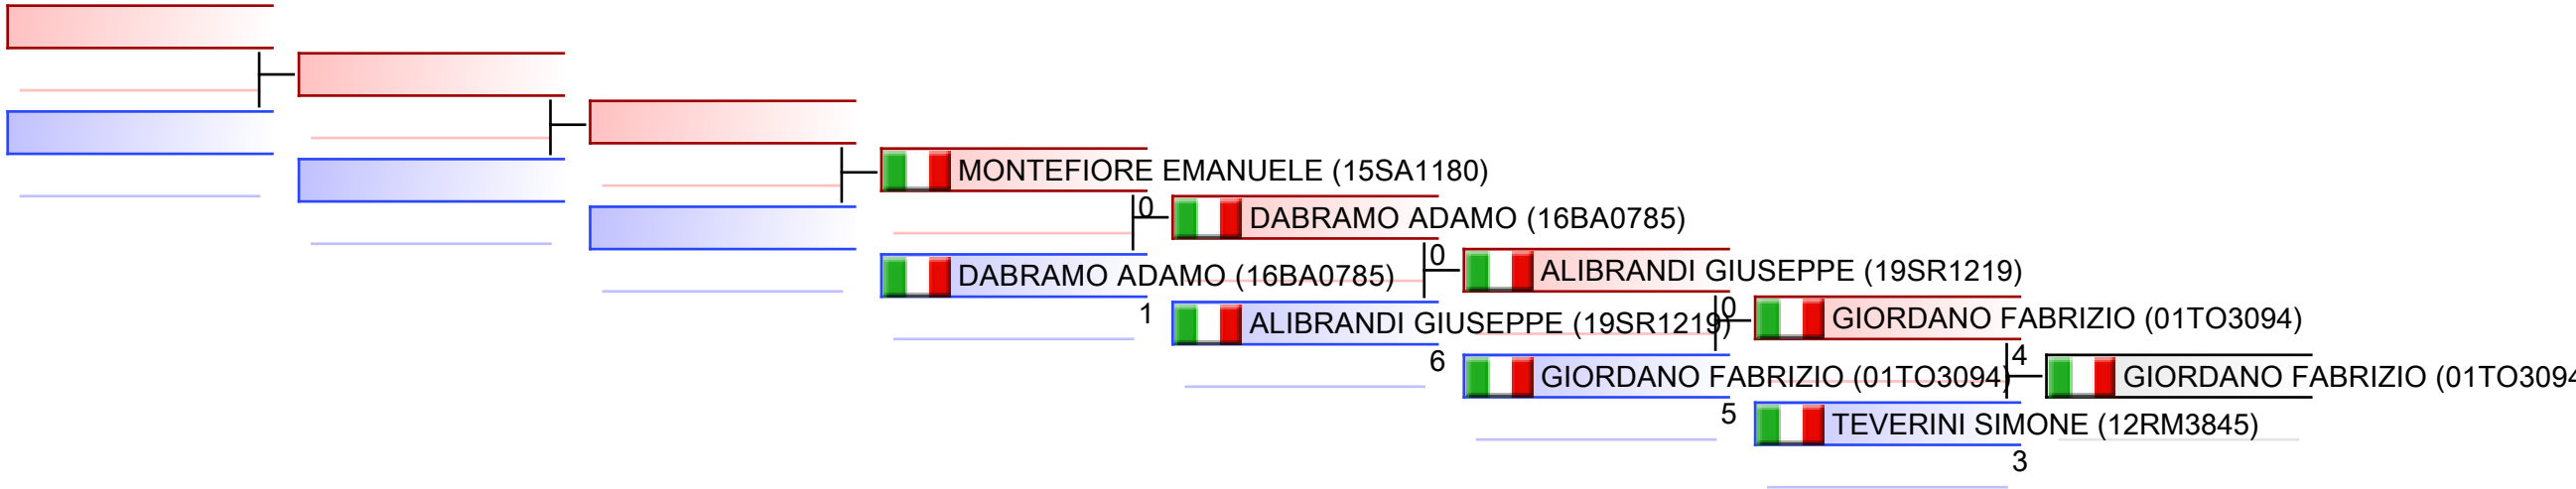 MONTEFIORE EMANUELE (15SA1180)
0
DABRAMO ADAMO (16BA0785)
1
DABRAMO ADAMO (16BA0785)
0
ALIBRANDI GIUSEPPE (19SR1219)
6
ALIBRANDI GIUSEPPE (19SR1219)
0
GIORDANO FABRIZIO (01TO3094)
5
GIORDANO FABRIZIO (01TO3094)
4
TEVERINI SIMONE (12RM3845)
3
GIORDANO FABRIZIO (01TO3094